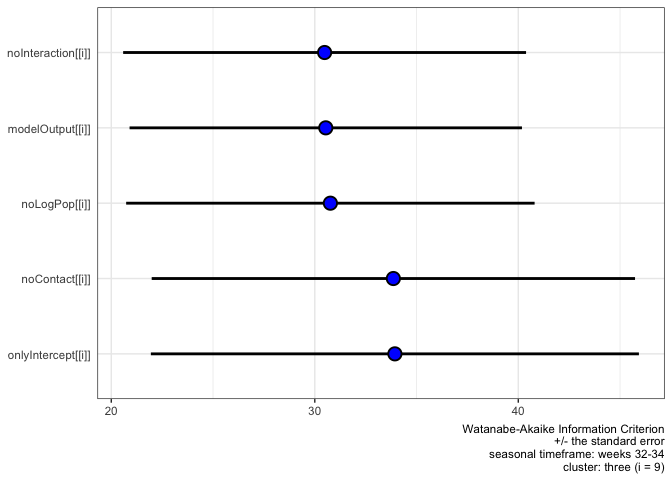 noInteraction[[i]]
modelOutput[[i]]
noLogPop[[i]]
noContact[[i]]
onlyIntercept[[i]]
20 30 40
Watanabe-Akaike Information Criterion
+/- the standard error
seasonal timeframe: weeks 32-34
cluster: three (i = 9)